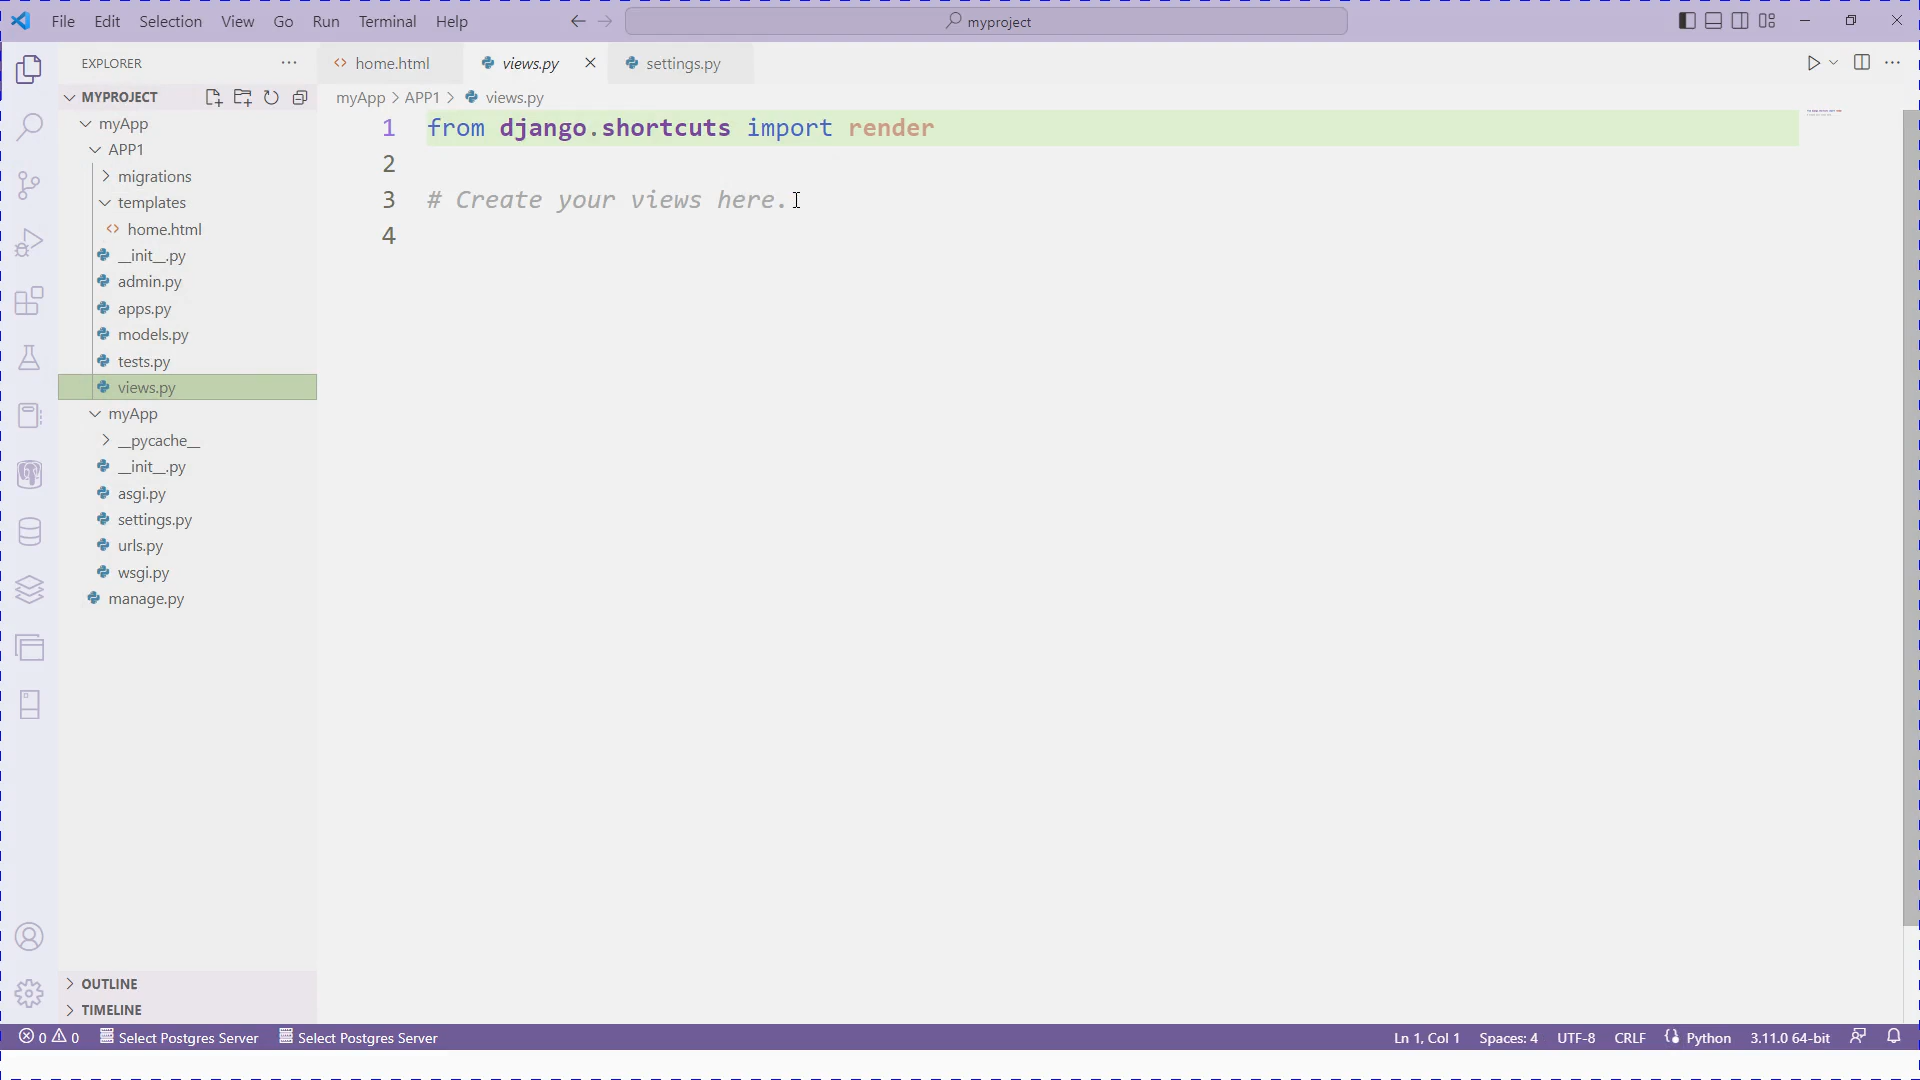 File Edit Selection View Go Run Terminal Help
myproject
EXPLORER
home.html
views.py
settings.py
MYPROJECT
myApp > APP1 > views.py
myApp
APP1
migrations
templates
home.html
__init__.py
admin.py
apps.py
models.py
tests.py
views.py
myApp
__pycache__
__init__.py
asgi.py
settings.py
urls.py
wsgi.py
manage.py
1 from django.shortcuts import render
2
3 # Create your views here.
4
OUTLINE
TIMELINE
0 0 Select Postgres Server Select Postgres Server Ln 1, Col 1 Spaces: 4 UTF-8 CRLF Python 3.11.0 64-bit